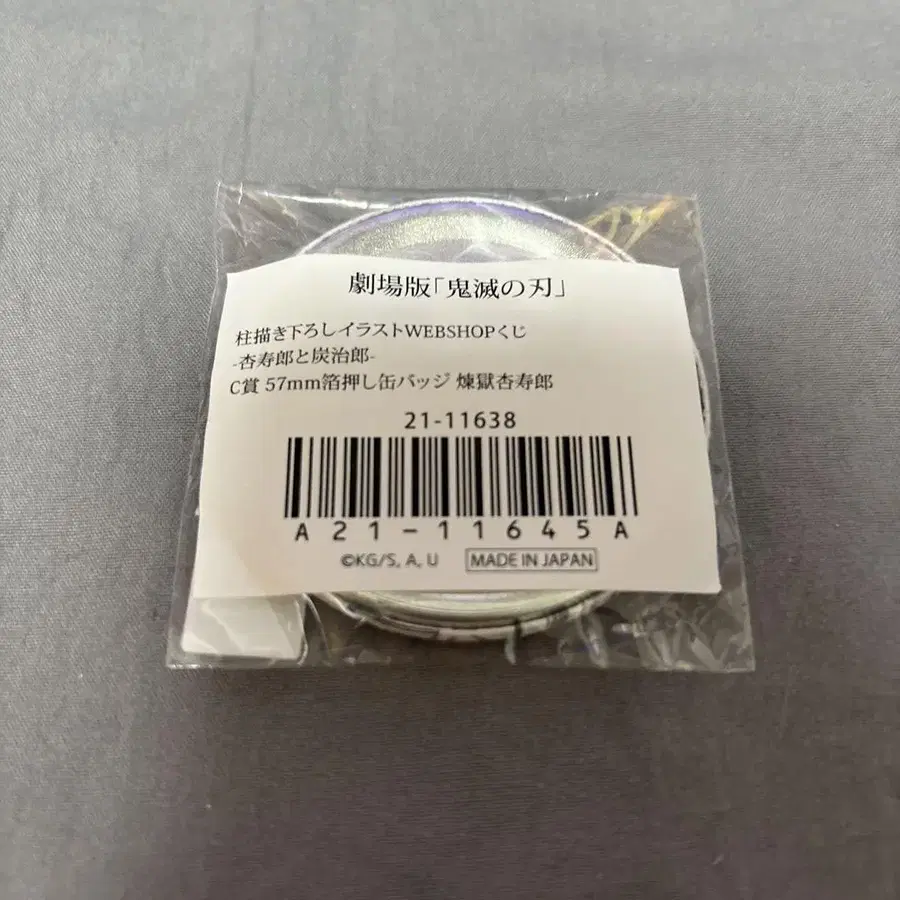 劇場版「鬼滅の刃」
柱描き下ろしイラストWEBSHOPくじ
-杏寿郎と炭治郎-
C賞 57mm箔押し缶バッジ 煉獄杏寿郎
21-11638
A21-11645A
©KG/S, A, U MADE IN JAPAN